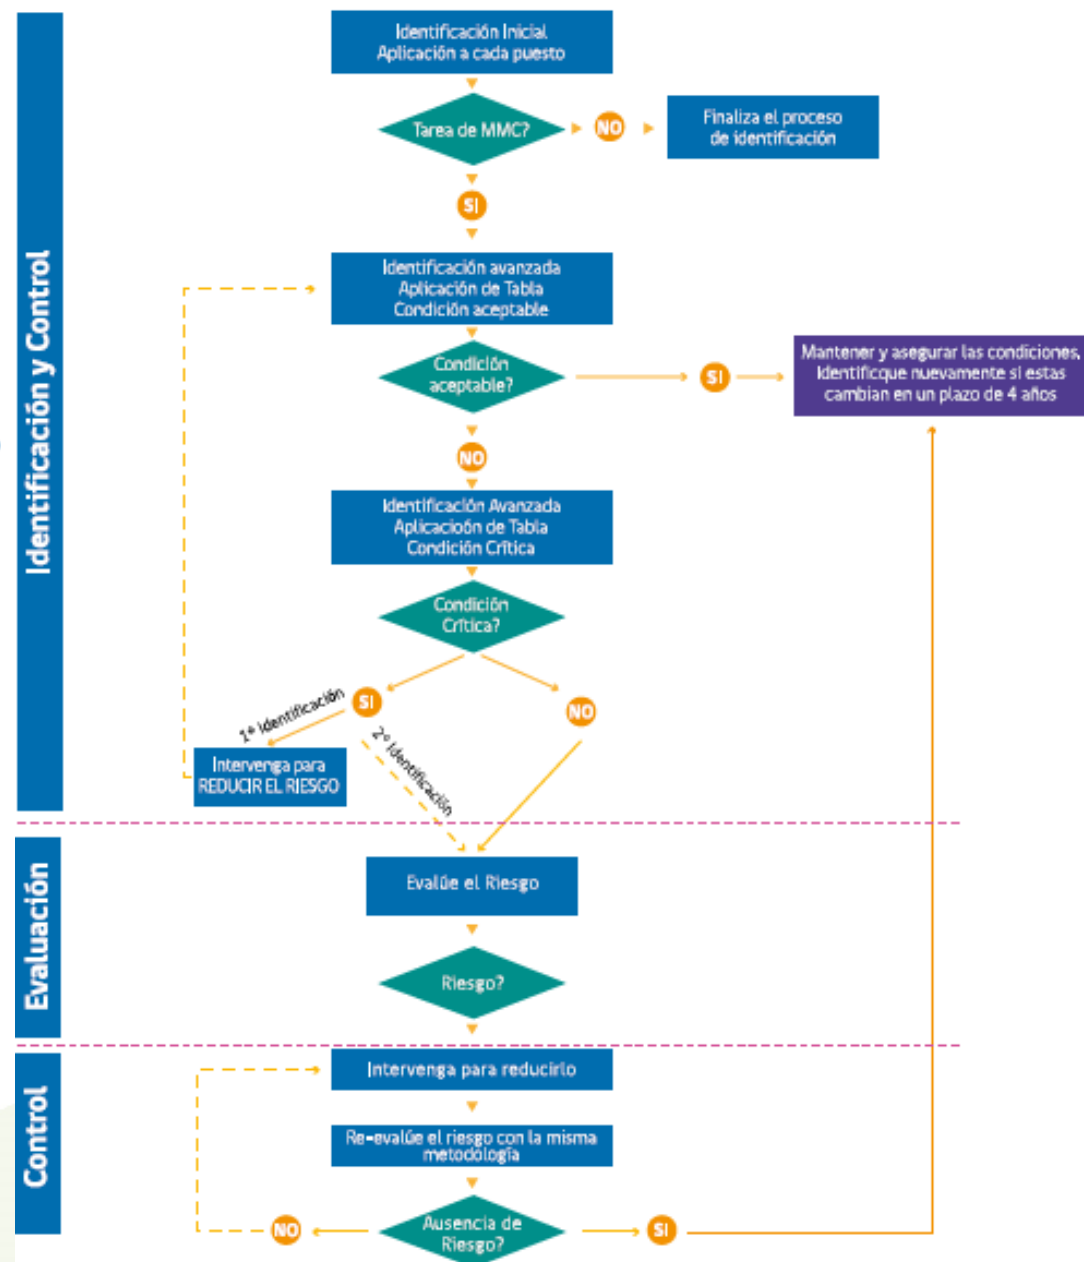 Identificación y Control
Identificación Inicial
Aplicación a cada puesto
Tarea de MMC?
NO
Finaliza el proceso
de identificación
SI
Identificación avanzada
Aplicación de Tabla
Condición aceptable
Condición
aceptable?
SI
Mantener y asegurar las condiciones.
Identificque nuevamente si estas
cambian en un plazo de 4 años
NO
Identificación Avanzada
Aplicacioón de Tabla
Condición Crítica
Condición
Crítica?
SI
NO
1ª Identificación
2º Identificación
Intervenga para
REDUCIR EL RIESGO
Evaluación
Evalúe el Riesgo
Riesgo?
Control
Intervenga para reducirlo
Re-evalúe el riesgo con la misma
metodología
Ausencia de
Riesgo?
NO
SI